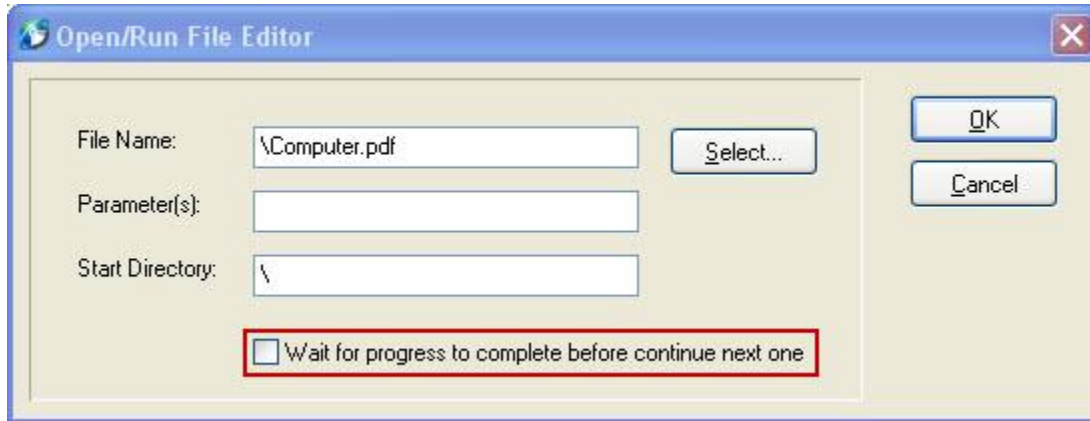 Open/Run File Editor
File Name:
\Computer.pdf
Select...
OK
Parameter(s):
Cancel
Start Directory:
\
Wait for progress to complete before continue next one